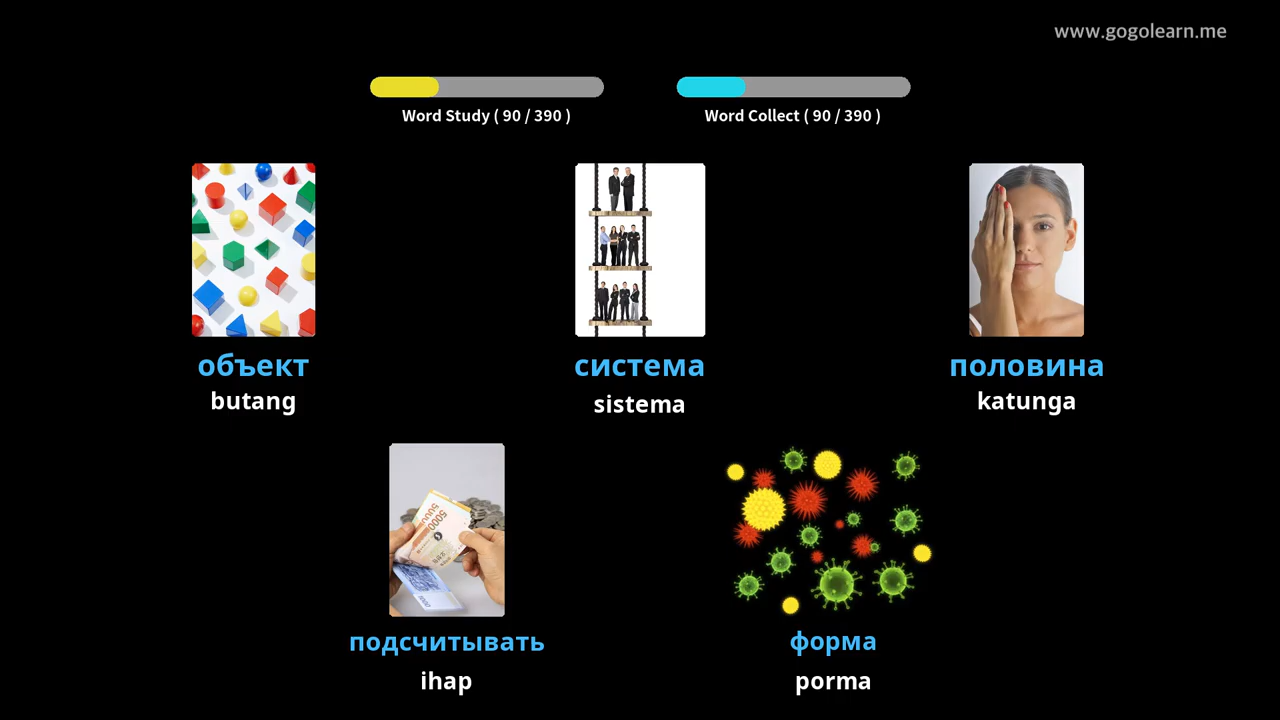 www.gogolearn.me
Word Study ( 90 / 390 )
Word Collect ( 90 / 390 )
объект
butang
система
sistema
половина
katunga
5000
подсчитывать
ihap
форма
porma